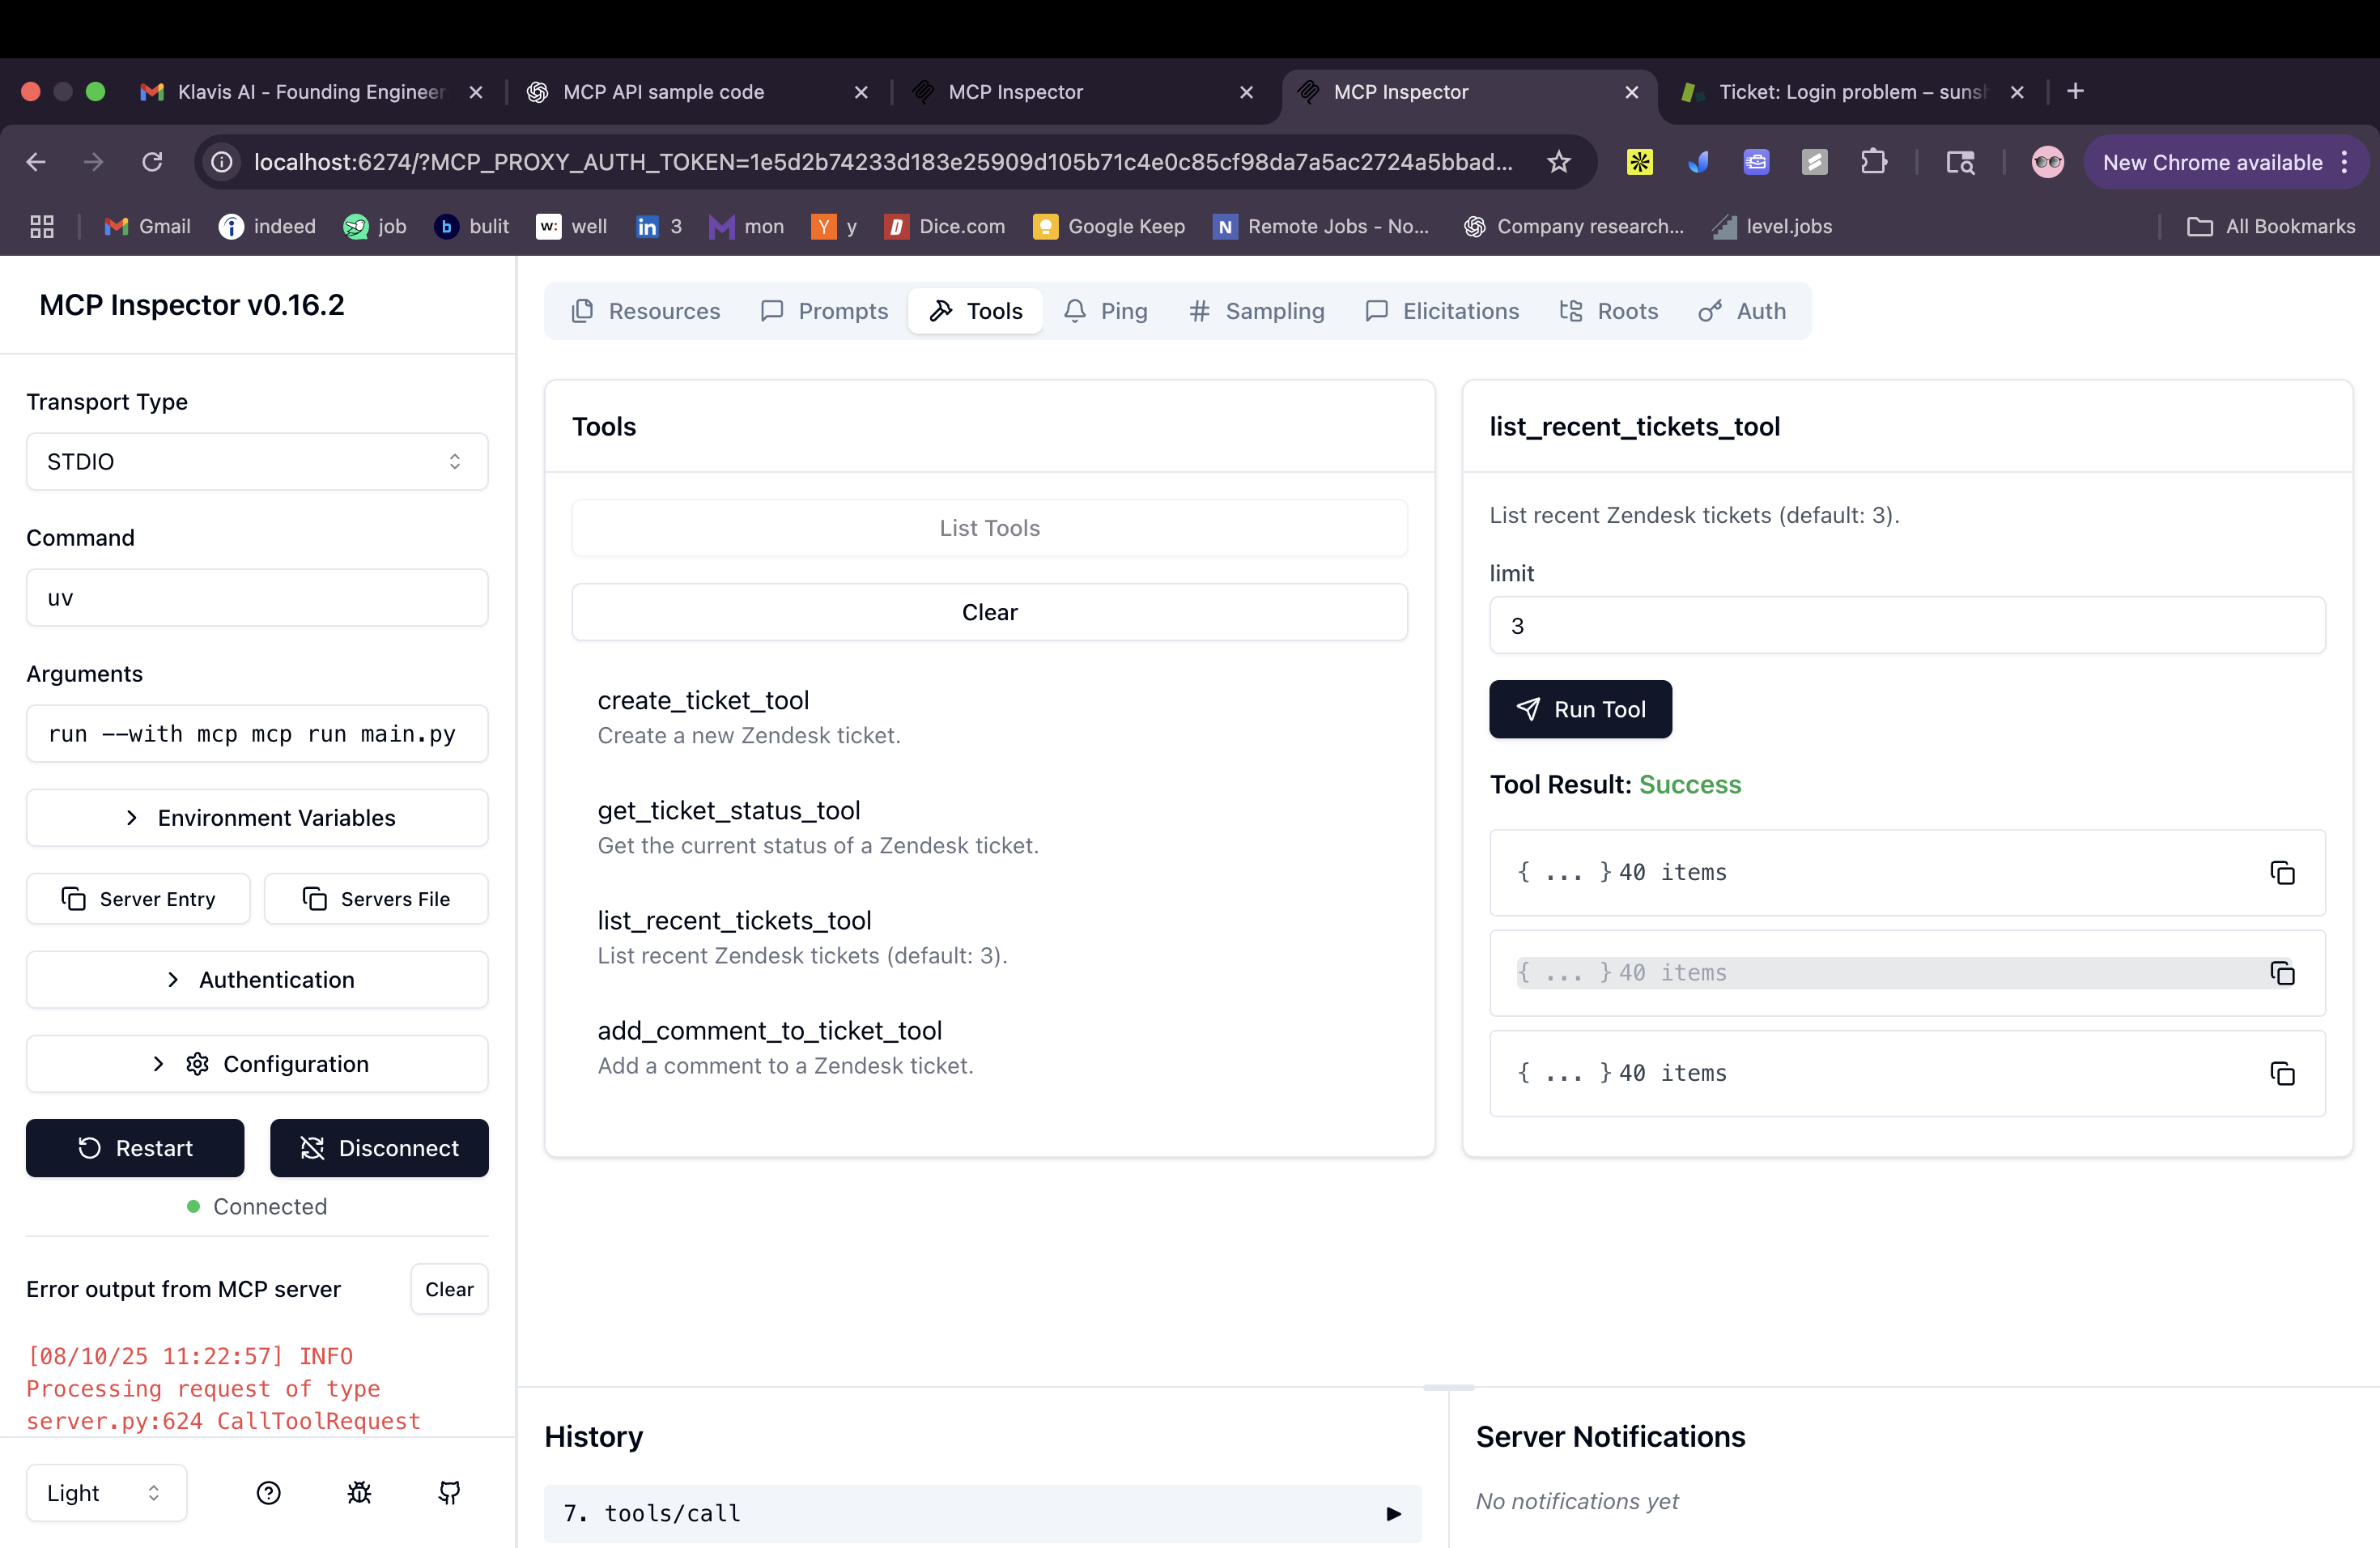 Klavis AI - Founding Engineer
MCP API sample code
MCP Inspector
MCP Inspector
Ticket: Login problem – suns
localhost:6274/?MCP_PROXY_AUTH_TOKEN=1e5d2b74233d183e25909d105b71c4e0c85cf98da7a5ac2724a5bbad...
New Chrome available
Gmail
indeed
job
bulit
well
3
mon
y
Dice.com
Google Keep
Remote Jobs - No...
Company research...
level.jobs
All Bookmarks
MCP Inspector v0.16.2
Transport Type
STDIO
Command
uv
Arguments
run --with mcp mcp run main.py
Environment Variables
Server Entry
Servers File
Authentication
Configuration
Restart
Disconnect
Connected
Error output from MCP server
Clear
[08/10/25 11:22:57] INFO
Processing request of type
server.py:624 CallToolRequest
Light
Resources
Prompts
Tools
Ping
Sampling
Elicitations
Roots
Auth
Tools
List Tools
Clear
create_ticket_tool
Create a new Zendesk ticket.
get_ticket_status_tool
Get the current status of a Zendesk ticket.
list_recent_tickets_tool
List recent Zendesk tickets (default: 3).
add_comment_to_ticket_tool
Add a comment to a Zendesk ticket.
list_recent_tickets_tool
List recent Zendesk tickets (default: 3).
limit
3
Run Tool
Tool Result: Success
{ ... } 40 items
{ ... } 40 items
{ ... } 40 items
History
7. tools/call
Server Notifications
No notifications yet